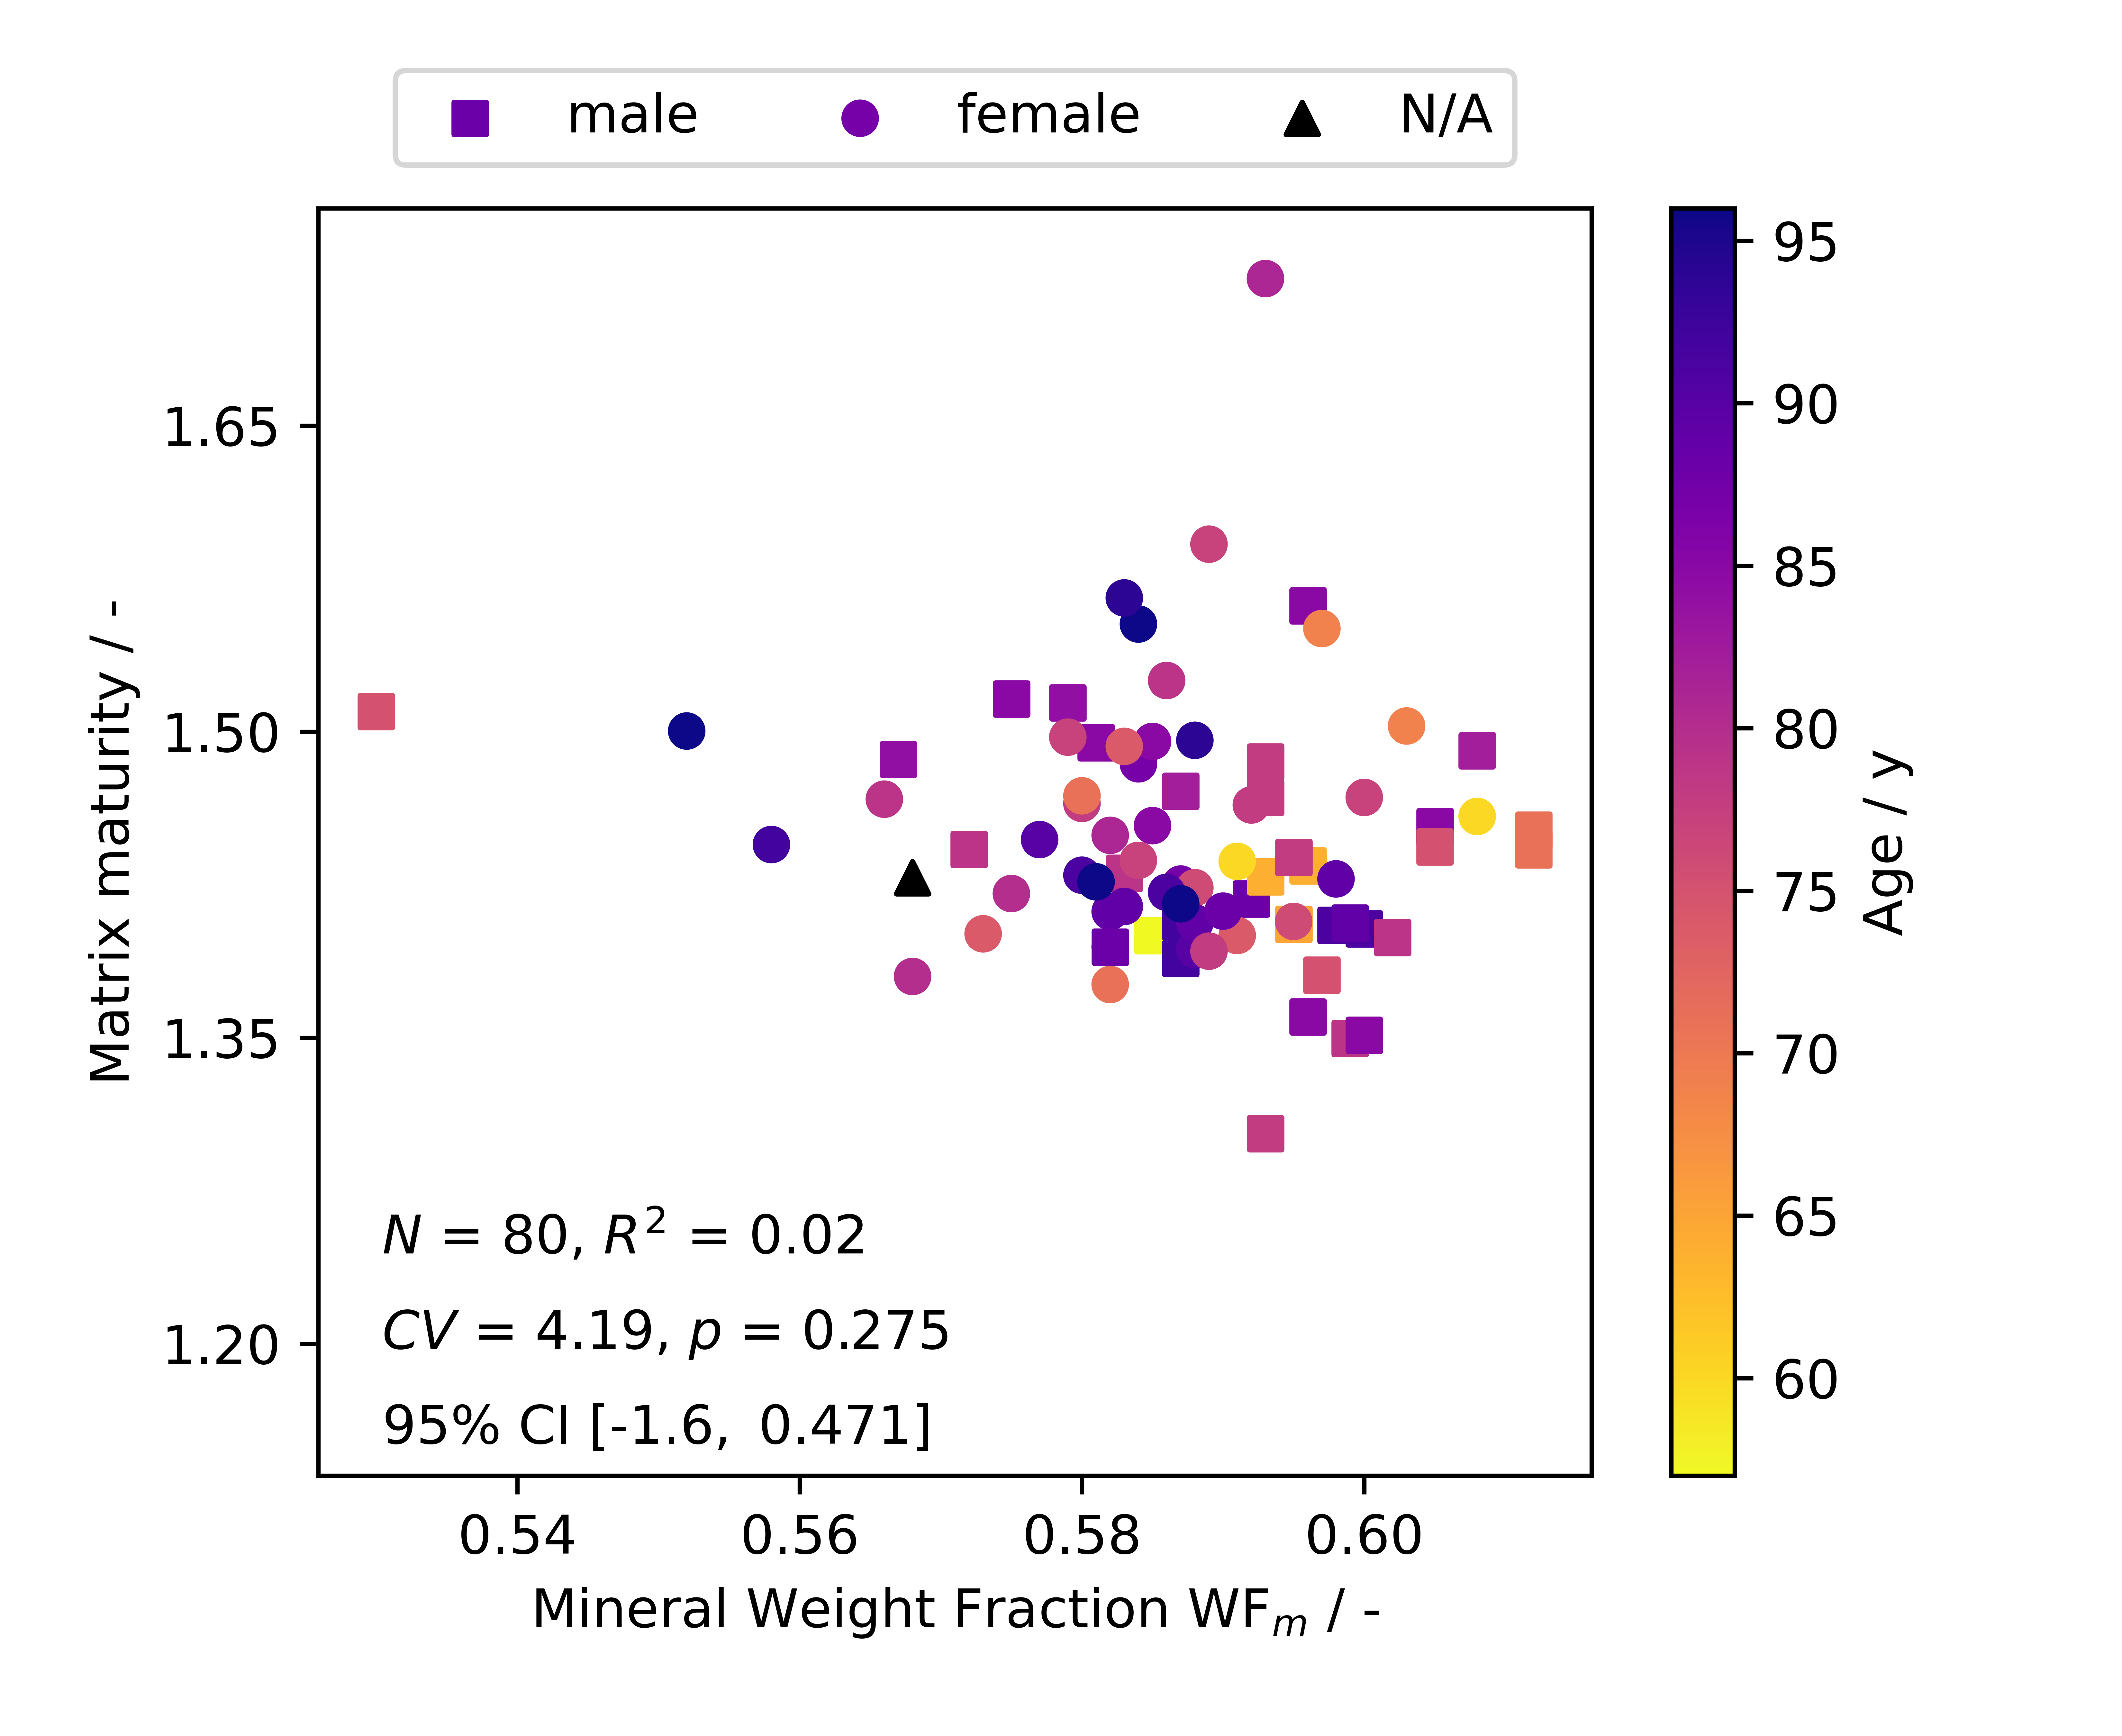 male female N/A
Matrix maturity / -
1.65
1.50
1.35
1.20
N = 80, R² = 0.02
CV = 4.19, p = 0.275
95% CI [-1.6, 0.471]
0.54 0.56 0.58 0.60
Mineral Weight Fraction WFₘ / -
95
90
85
80
75
70
65
60
Age / y